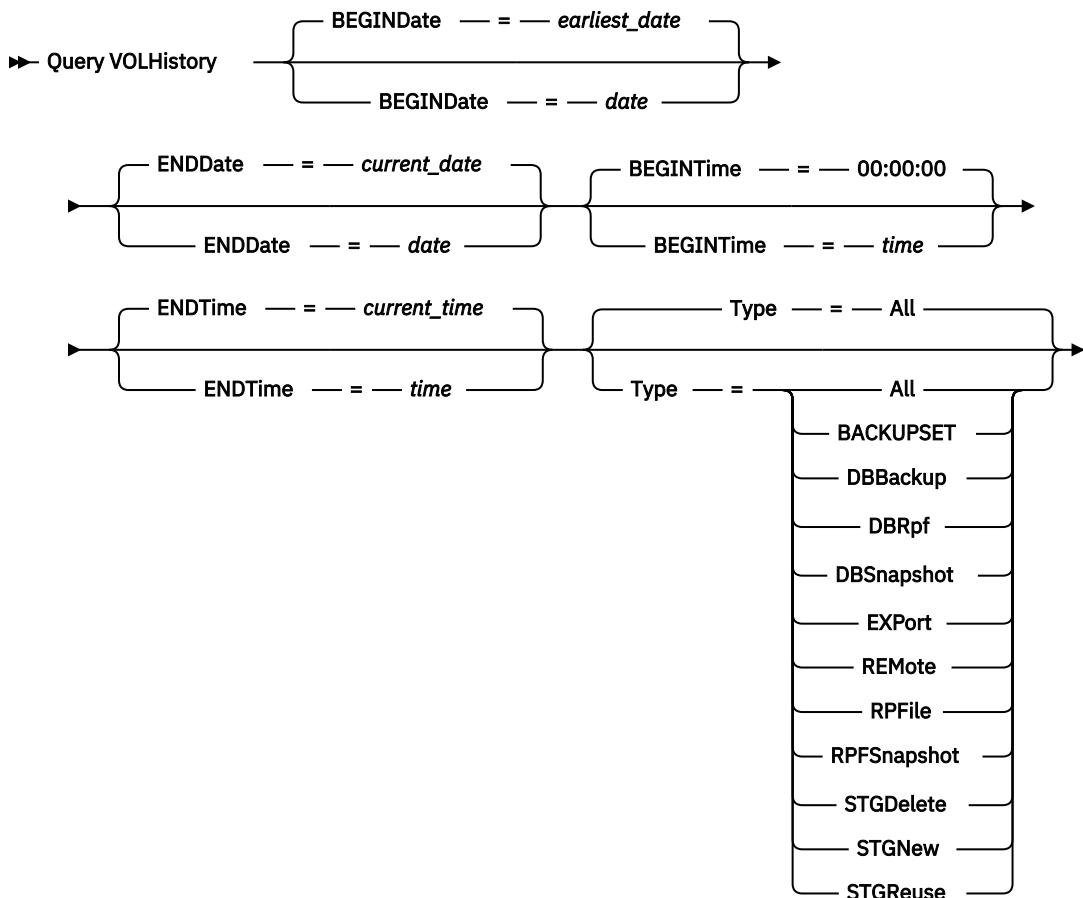 BEGINDate = earliest_date
Query VOLHistory
BEGINDate = date
ENDDate = current_date BEGINTime = 00:00:00
ENDDate = date BEGINTime = time
ENDTime = current_time Type = All
ENDTime = time Type = All
BACKUPSET
DBBackup
DBRpf
DBSnapshot
EXPort
REMote
RPFile
RPFSnapshot
STGDelete
STGNew
STGReuse